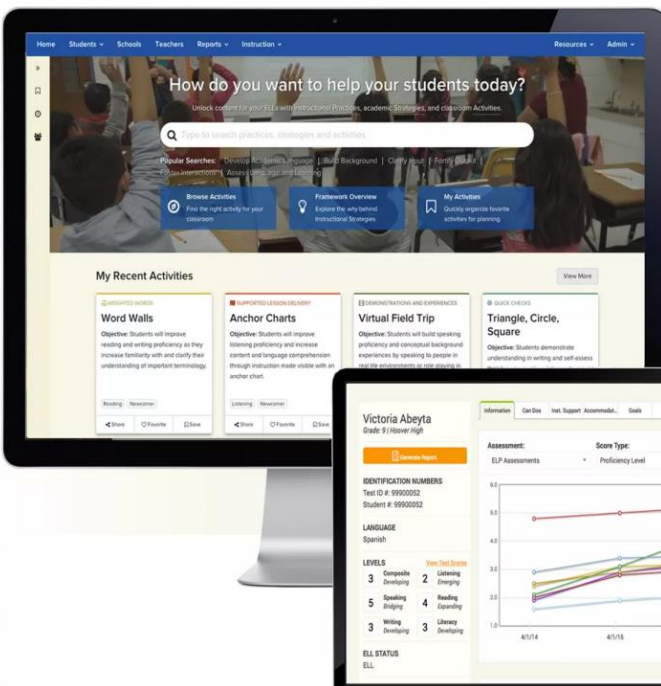 Home Students Schools Teachers Reports Instruction Resources Admin
How do you want to help your students today?
Unlock content for your ELLs with Instructional Practices, academic Strategies, and classroom Activities.
Type to search practices, strategies and activities
Popular Searches: Develop Academic Language | Build Background | Clarify Input | Fortify Output |
Foster Interactions | Assess Language and Learning
Browse Activities
Find the right activity for your
classroom
Framework Overview
Explore the why behind
Instructional Strategies.
My Activities
Quickly organize favorite
activities for planning.
My Recent Activities
View More
WEIGHTED WORDS
Word Walls
Objective: Students will improve
reading and writing proficiency as they
increase familiarity with and clarify their
understanding of important terminology.
Reading Newcomer
Share Favorite Save
SUPPORTED LESSON DELIVERY
Anchor Charts
Objective: Students will improve
listening proficiency and increase
content and language comprehension
through instruction made visible with an
anchor chart.
Listening Newcomer
Share Favorite Save
DEMONSTRATIONS AND EXPERIENCES
Virtual Field Trip
Objective: Students will build speaking
proficiency and conceptual background
experiences by speaking to people in
real life environments or role playing in
QUICK CHECKS
Triangle, Circle,
Square
Objective: Students demonstrate
understanding in writing and self-assess
Victoria Abeyta
Grade: 9 | Hoover High
Generate Report
IDENTIFICATION NUMBERS
Test ID #: 99900052
Student #: 99900052
LANGUAGE
Spanish
LEVELS View Test Scores
3 Composite Developing 2 Listening Emerging
5 Speaking Bridging 4 Reading Expanding
3 Writing Developing 3 Literacy Developing
ELL STATUS
ELL
Information Can Dos Inst. Support Accommodat... Goals
Assessment: Score Type:
ELP Assessments Proficiency Level
6.0
5.0
4.0
3.0
2.0
1.0
4/1/14 4/1/15